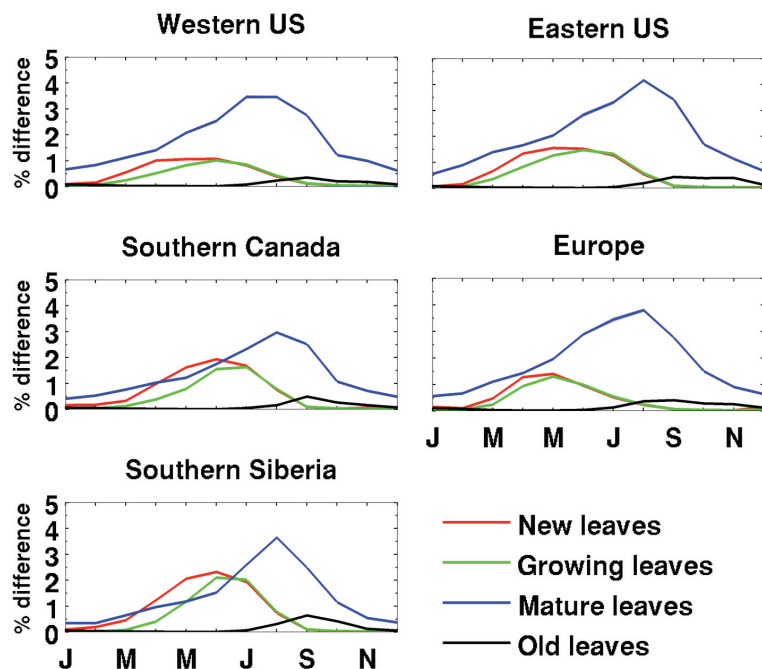 Western US
Eastern US
% difference
5
4
3
2
1
0
Southern Canada
Europe
% difference
5
4
3
2
1
0
J M M J S N
Southern Siberia
% difference
5
4
3
2
1
0
J M M J S N
New leaves
Growing leaves
Mature leaves
Old leaves